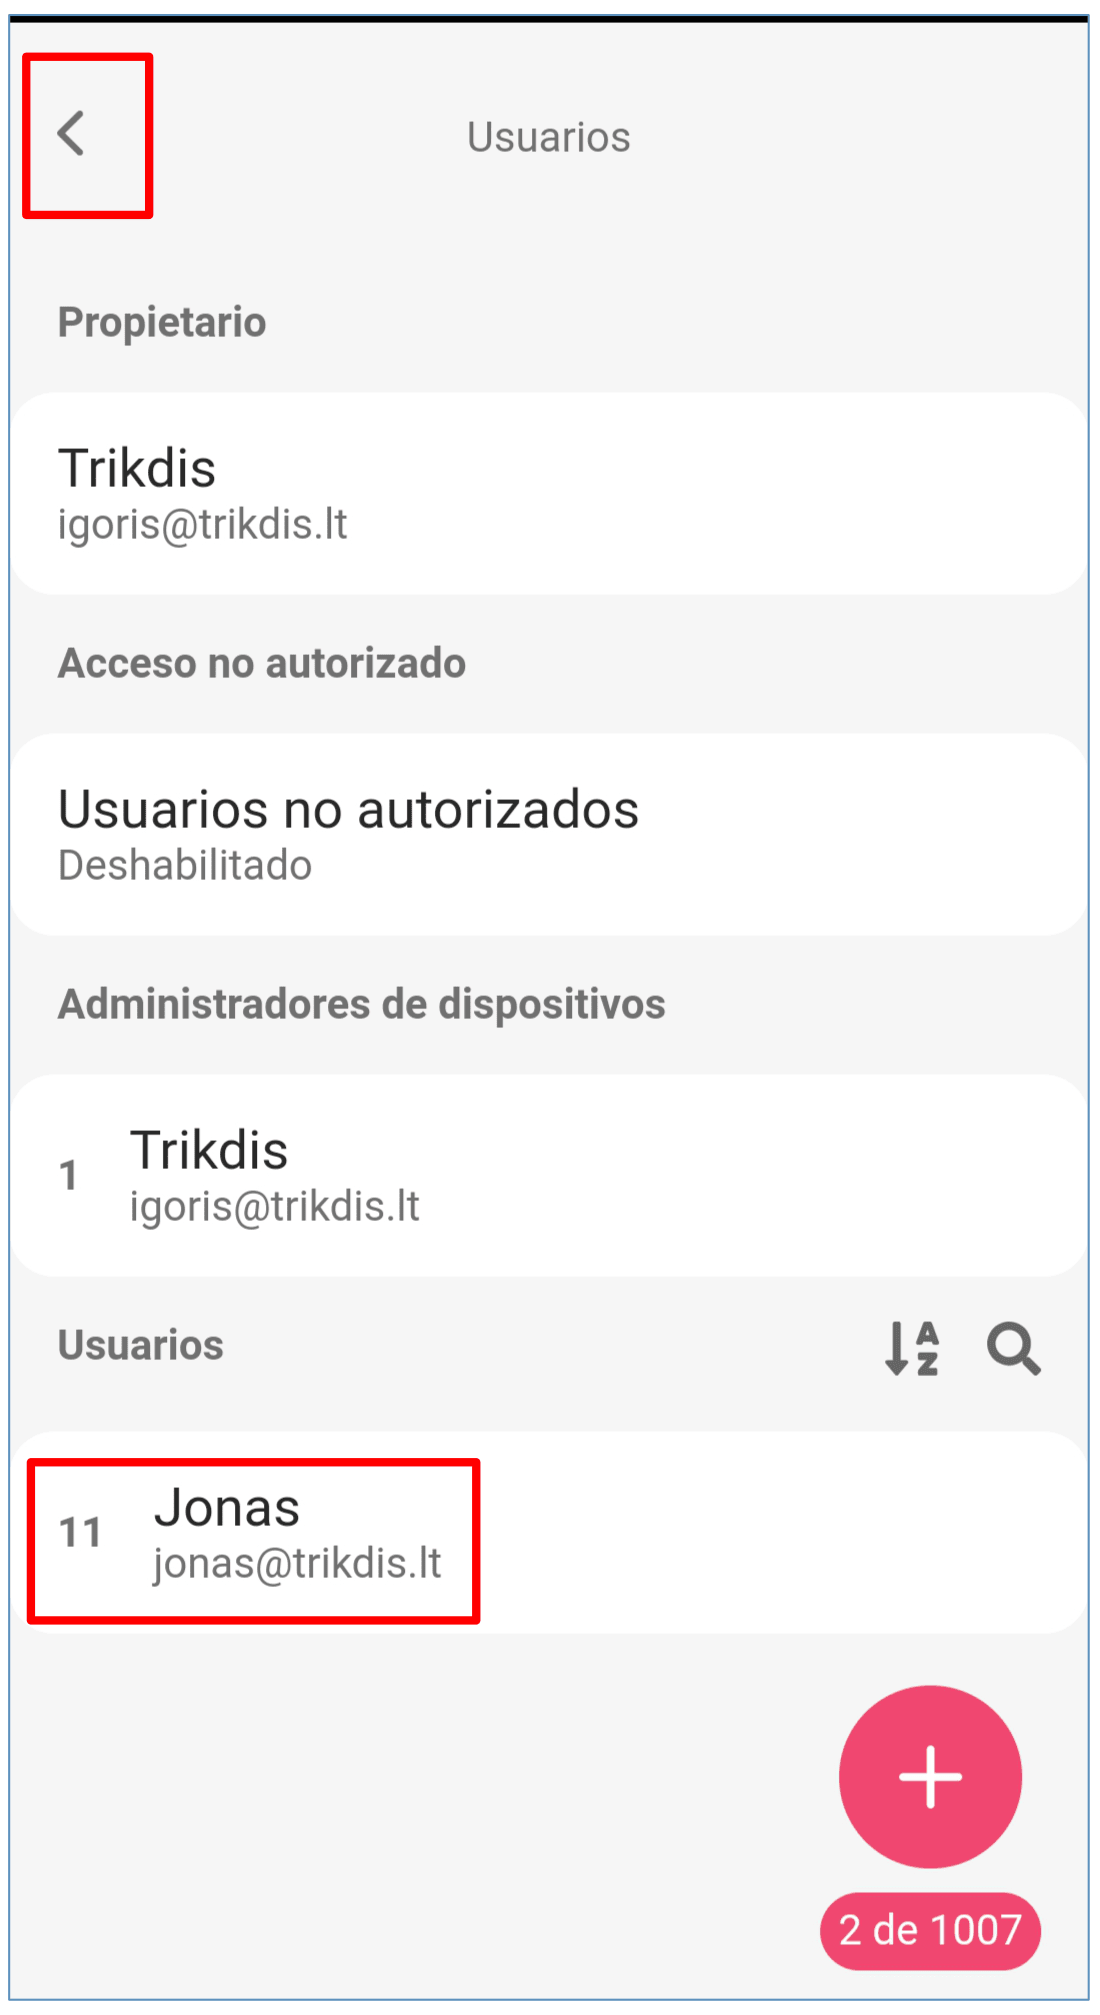 Usuarios
Propietario
Trikdis
igoris@trikdis.lt
Acceso no autorizado
Usuarios no autorizados
Deshabilitado
Administradores de dispositivos
1
Trikdis
igoris@trikdis.lt
Usuarios
A
Z
11
Jonas
jonas@trikdis.lt
2 de 1007